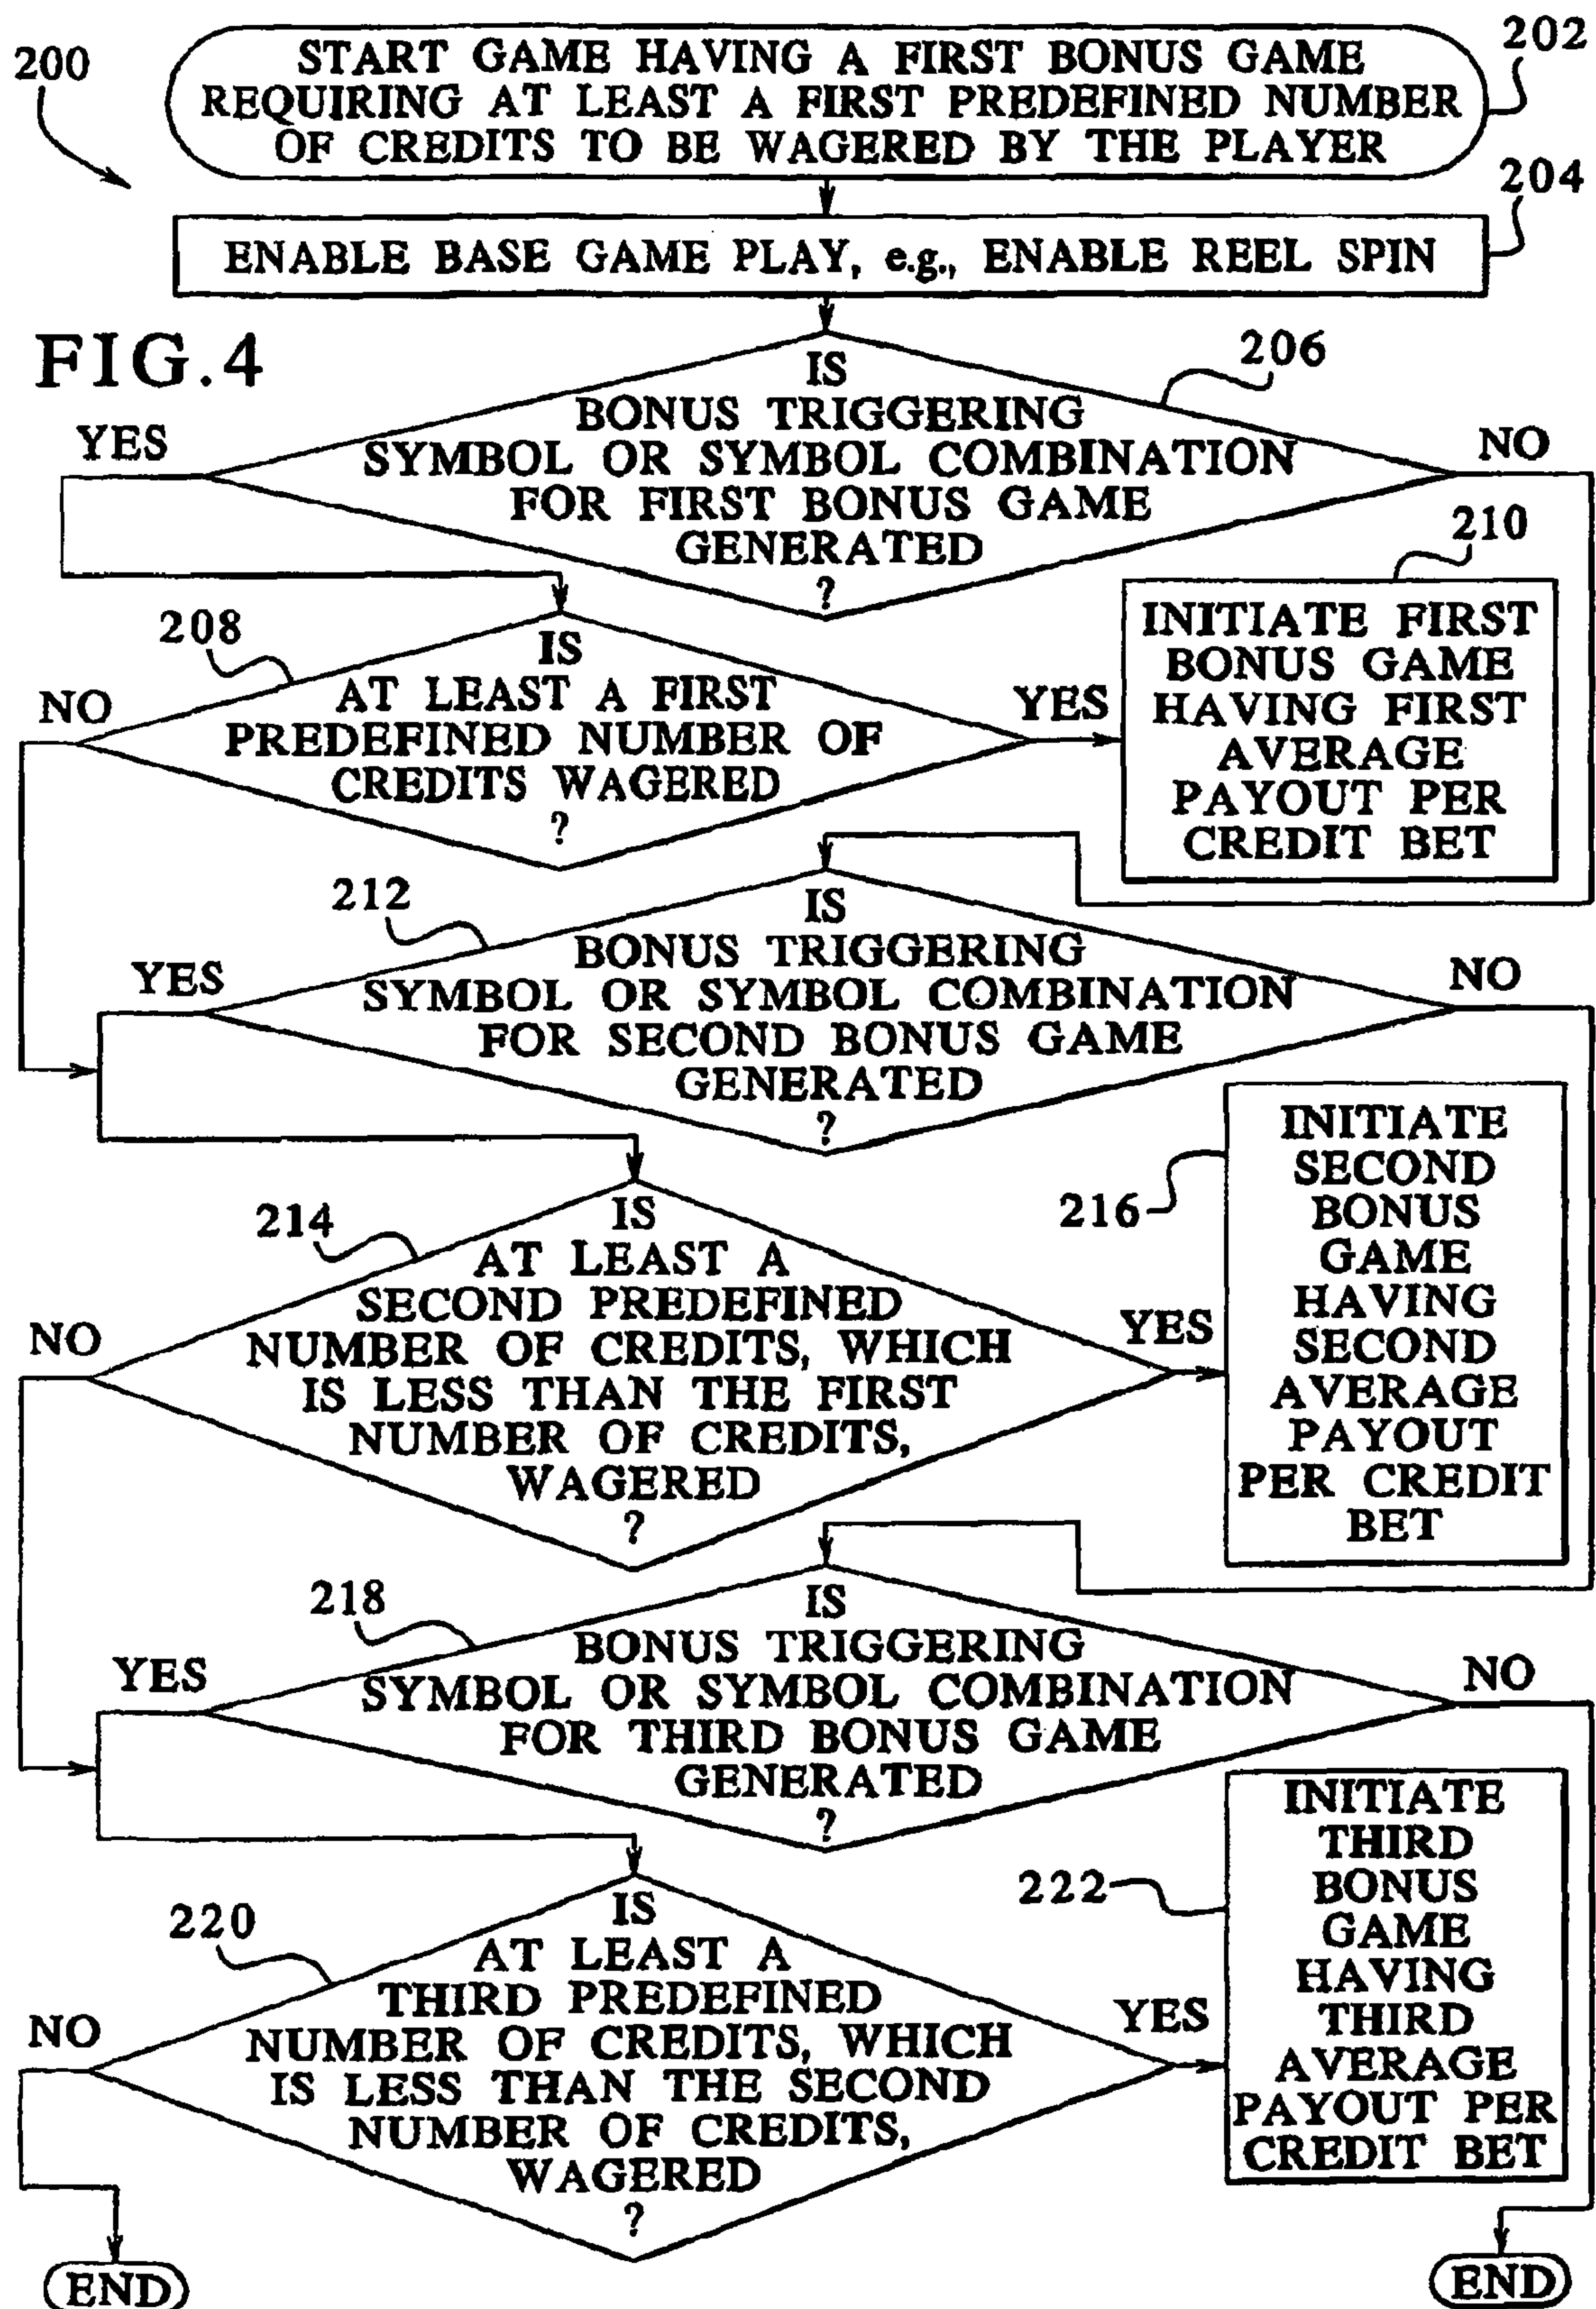 200
START GAME HAVING A FIRST BONUS GAME
REQUIRING AT LEAST A FIRST PREDEFINED NUMBER
OF CREDITS TO BE WAGERED BY THE PLAYER
202
204
ENABLE BASE GAME PLAY, e.g., ENABLE REEL SPIN
FIG.4
206
IS
BONUS TRIGGERING
SYMBOL OR SYMBOL COMBINATION
FOR FIRST BONUS GAME
GENERATED
?
YES
NO
208
IS
AT LEAST A FIRST
PREDEFINED NUMBER OF
CREDITS WAGERED
?
NO
YES
210
INITIATE FIRST
BONUS GAME
HAVING FIRST
AVERAGE
PAYOUT PER
CREDIT BET
212
IS
BONUS TRIGGERING
SYMBOL OR SYMBOL COMBINATION
FOR SECOND BONUS GAME
GENERATED
?
YES
NO
214
IS
AT LEAST A
SECOND PREDEFINED
NUMBER OF CREDITS, WHICH
IS LESS THAN THE FIRST
NUMBER OF CREDITS,
WAGERED
?
NO
YES
216
INITIATE
SECOND
BONUS
GAME
HAVING
SECOND
AVERAGE
PAYOUT
PER CREDIT
BET
218
IS
BONUS TRIGGERING
SYMBOL OR SYMBOL COMBINATION
FOR THIRD BONUS GAME
GENERATED
?
YES
NO
220
IS
AT LEAST A
THIRD PREDEFINED
NUMBER OF CREDITS, WHICH
IS LESS THAN THE SECOND
NUMBER OF CREDITS,
WAGERED
?
NO
YES
222
INITIATE
THIRD
BONUS
GAME
HAVING
THIRD
AVERAGE
PAYOUT PER
CREDIT BET
END
END